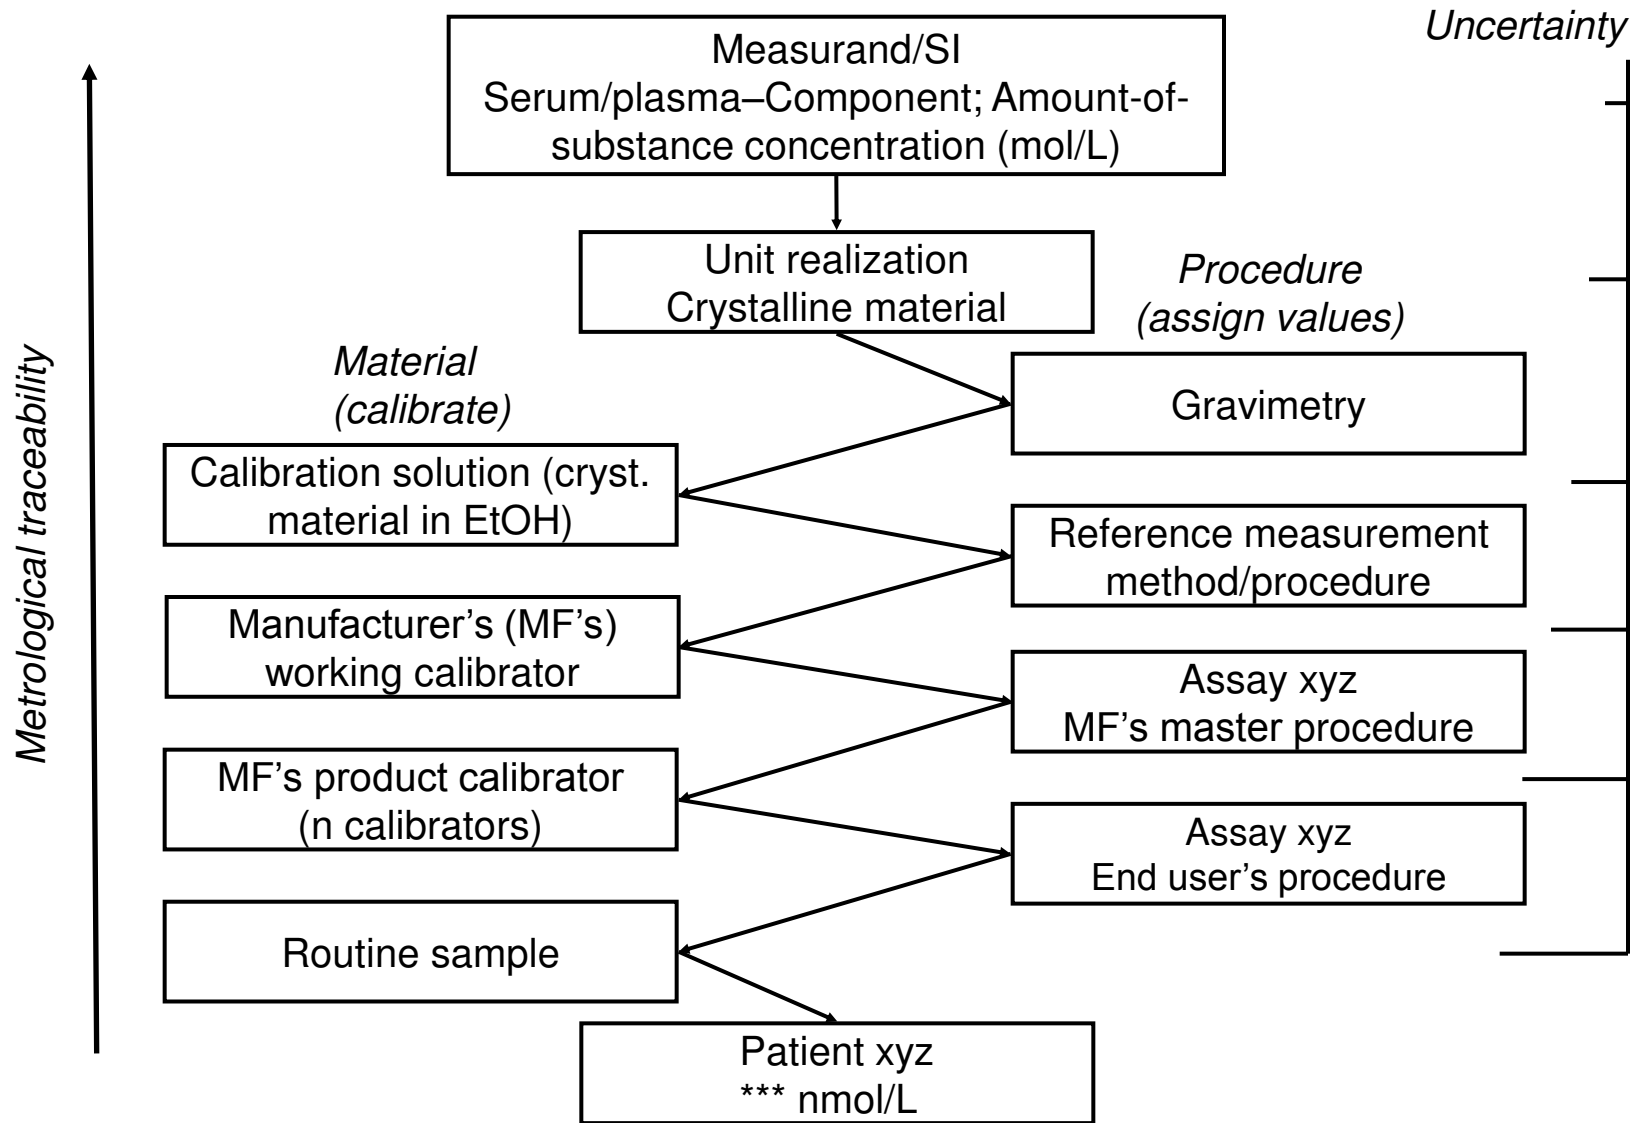 Uncertainty
Measurand/SI
Serum/plasma–Component; Amount-of-
substance concentration (mol/L)
Unit realization
Crystalline material
Procedure
(assign values)
Material
(calibrate)
Gravimetry
Calibration solution (cryst.
material in EtOH)
Reference measurement
method/procedure
Manufacturer’s (MF’s)
working calibrator
Assay xyz
MF’s master procedure
MF’s product calibrator
(n calibrators)
Assay xyz
End user’s procedure
Routine sample
Patient xyz
*** nmol/L
Metrological traceability